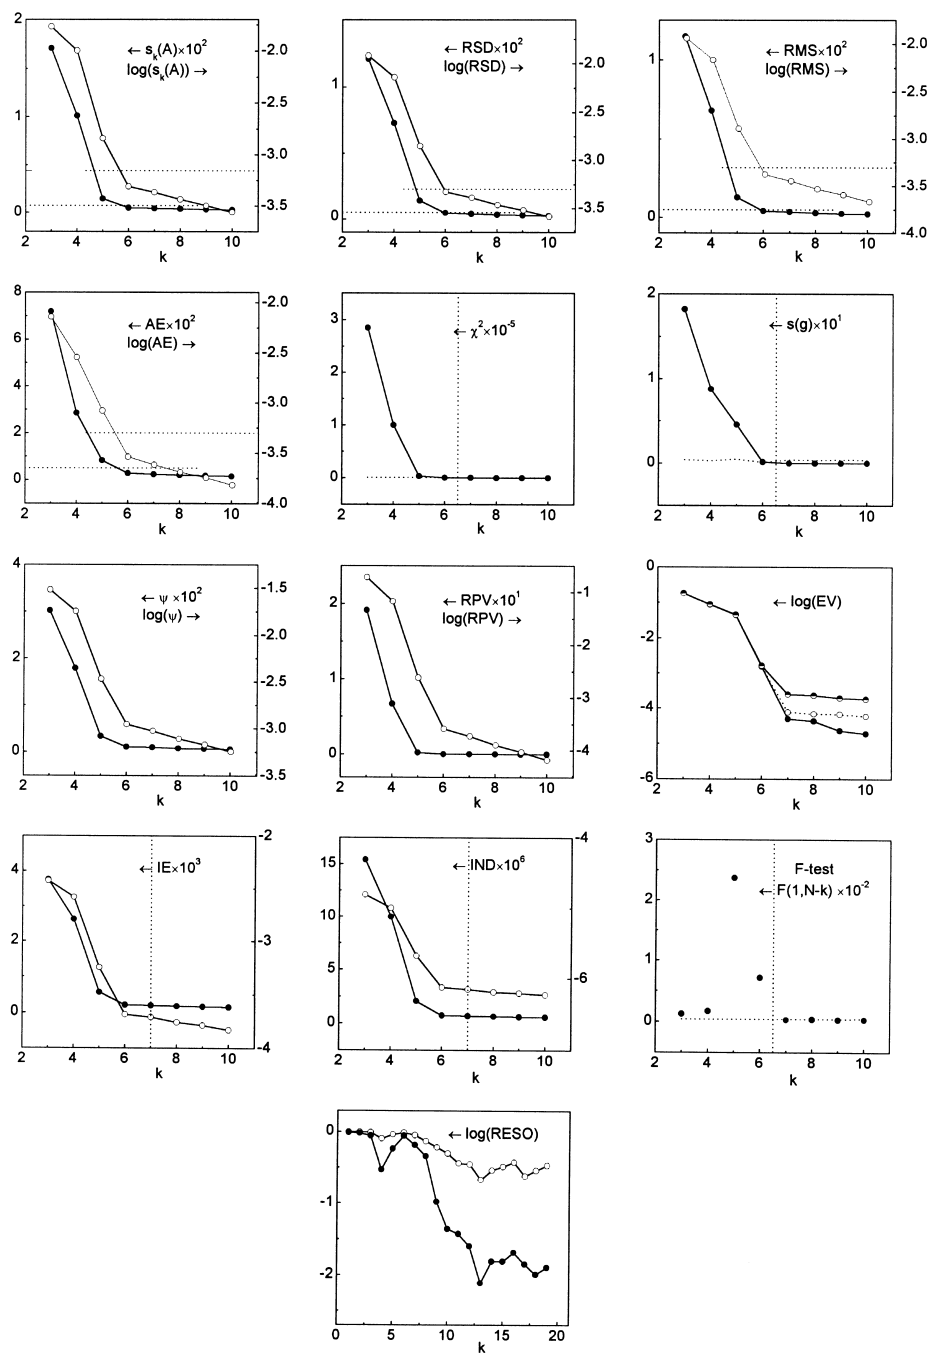 2
1
0
← sₖ(A)×10²
log(sₖ(A)) →
-2.0
-2.5
-3.0
-3.5
2 4 6 8 10
k
1
0
← RSD×10²
log(RSD) →
-2.0
-2.5
-3.0
-3.5
2 4 6 8 10
k
1
0
← RMS×10²
log(RMS) →
-2.0
-2.5
-3.0
-3.5
-4.0
2 4 6 8 10
k
8
6
4
2
0
← AE×10²
log(AE) →
-2.0
-2.5
-3.0
-3.5
-4.0
2 4 6 8 10
k
3
2
1
0
← χ²×10⁻⁵
2 4 6 8 10
k
2
1
0
← s(g)×10¹
2 4 6 8 10
k
4
2
0
← ψ×10²
log(ψ) →
-1.5
-2.0
-2.5
-3.0
-3.5
2 4 6 8 10
k
2
1
0
← RPV×10¹
log(RPV) →
-1
-2
-3
-4
2 4 6 8 10
k
0
-2
-4
-6
← log(EV)
2 4 6 8 10
k
4
2
0
← IE×10³
-2
-3
-4
2 4 6 8 10
k
15
10
5
0
← IND×10⁶
-4
-6
2 4 6 8 10
k
3
2
1
0
F-test
← F(1,N-k) ×10⁻²
2 4 6 8 10
k
0
-1
-2
← log(RESO)
0 5 10 15 20
k